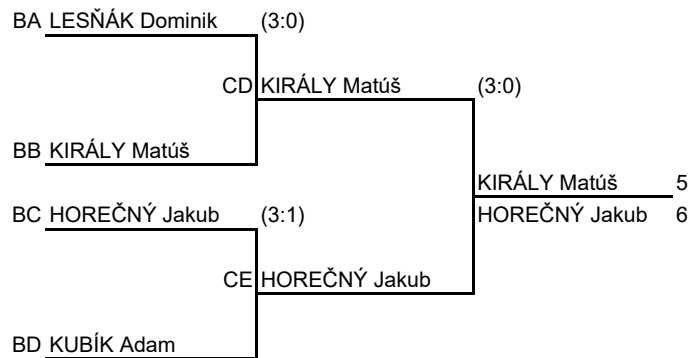 BA LESŇÁK Dominik (3:0)
CD KIRÁLY Matúš (3:0)
BB KIRÁLY Matúš
KIRÁLY Matúš 5
BC HOREČNÝ Jakub (3:1) HOREČNÝ Jakub 6
CE HOREČNÝ Jakub
BD KUBÍK Adam